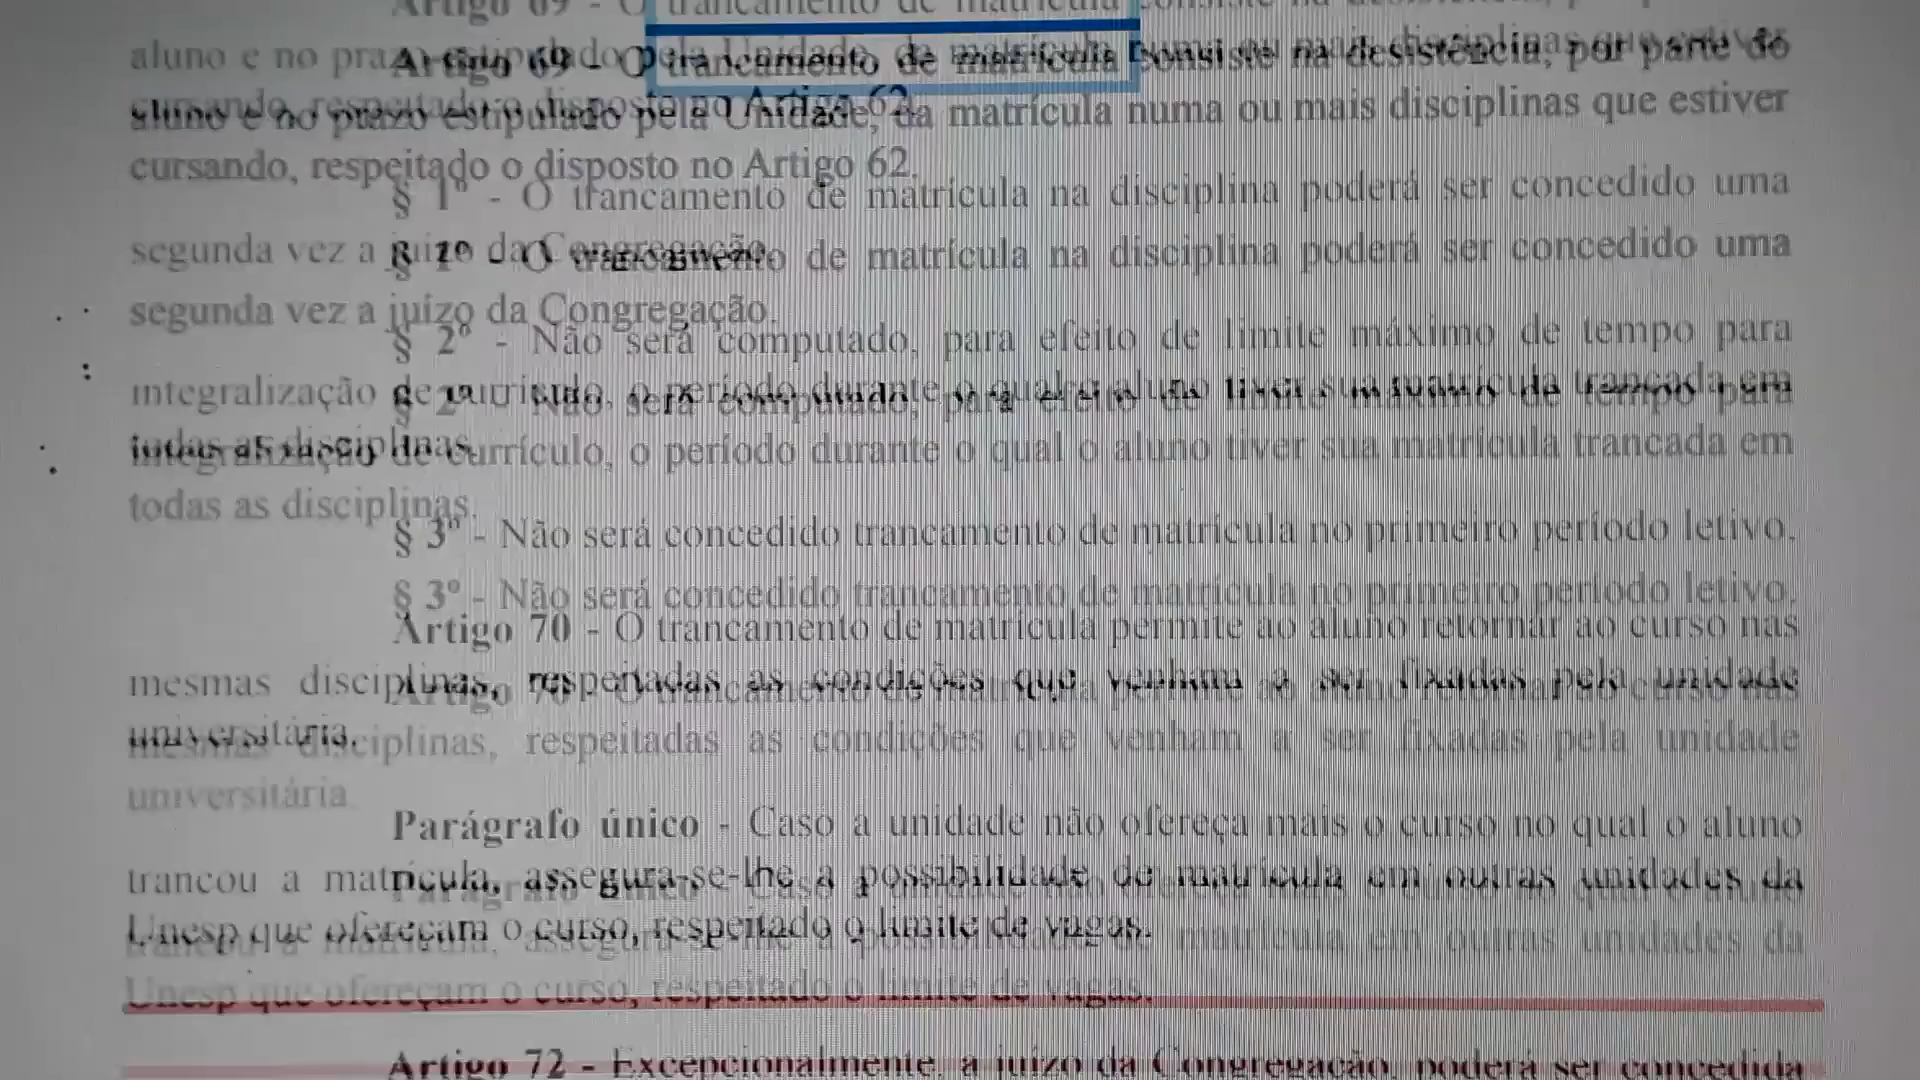 Artigo 69 - O trancamento de matrícula consiste na desistência, por parte do
aluno e no prazo estipulado pela Unidade, da matrícula numa ou mais disciplinas que estiver
cursando, respeitado o disposto no Artigo 62.
§ 1º - O trancamento de matrícula na disciplina poderá ser concedido uma
segunda vez a juízo da Congregação.
§ 2º - Não será computado, para efeito de limite máximo de tempo para
integralização de currículo, o período durante o qual o aluno tiver sua matrícula trancada em
todas as disciplinas.
§ 3º - Não será concedido trancamento de matrícula no primeiro período letivo.
Artigo 70 - O trancamento de matrícula permite ao aluno retornar ao curso nas
mesmas disciplinas, respeitadas as condições que venham a ser fixadas pela unidade
universitária.
Parágrafo único - Caso a unidade não ofereça mais o curso no qual o aluno
trancou a matrícula, assegura-se-lhe a possibilidade de matrícula em outras unidades da
Unesp que ofereçam o curso, respeitado o limite de vagas.
Artigo 72 - Excepcionalmente, a juízo da Congregação, poderá ser concedida